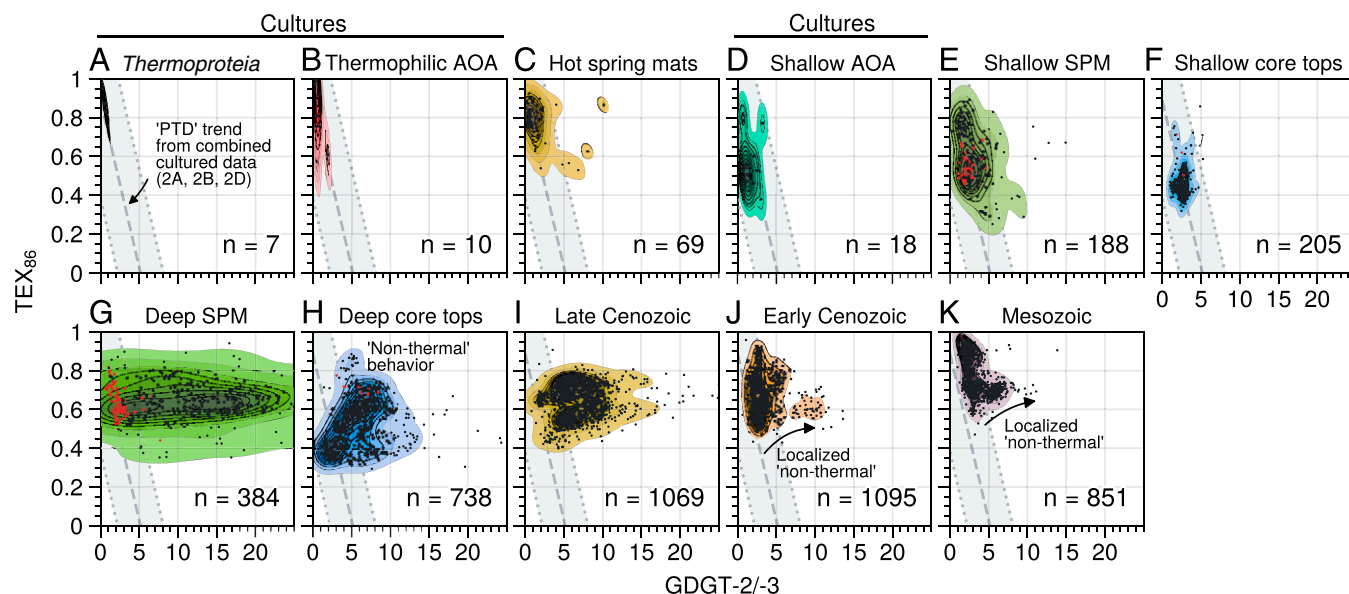 Cultures
Cultures
A Thermoproteia
B Thermophilic AOA
C Hot spring mats
D Shallow AOA
E Shallow SPM
F Shallow core tops
1
0.8
0.6
0.4
0.2
0
'PTD' trend
from combined
cultured data
(2A, 2B, 2D)
n = 7
n = 10
n = 69
n = 18
n = 188
n = 205
0 5 10 15 20
TEX86
G Deep SPM
H Deep core tops
I Late Cenozoic
J Early Cenozoic
K Mesozoic
1
0.8
0.6
0.4
0.2
0
'Non-thermal'
behavior
Localized
'non-thermal'
Localized
'non-thermal'
n = 384
n = 738
n = 1069
n = 1095
n = 851
0 5 10 15 20
0 5 10 15 20
0 5 10 15 20
0 5 10 15 20
0 5 10 15 20
GDGT-2/-3